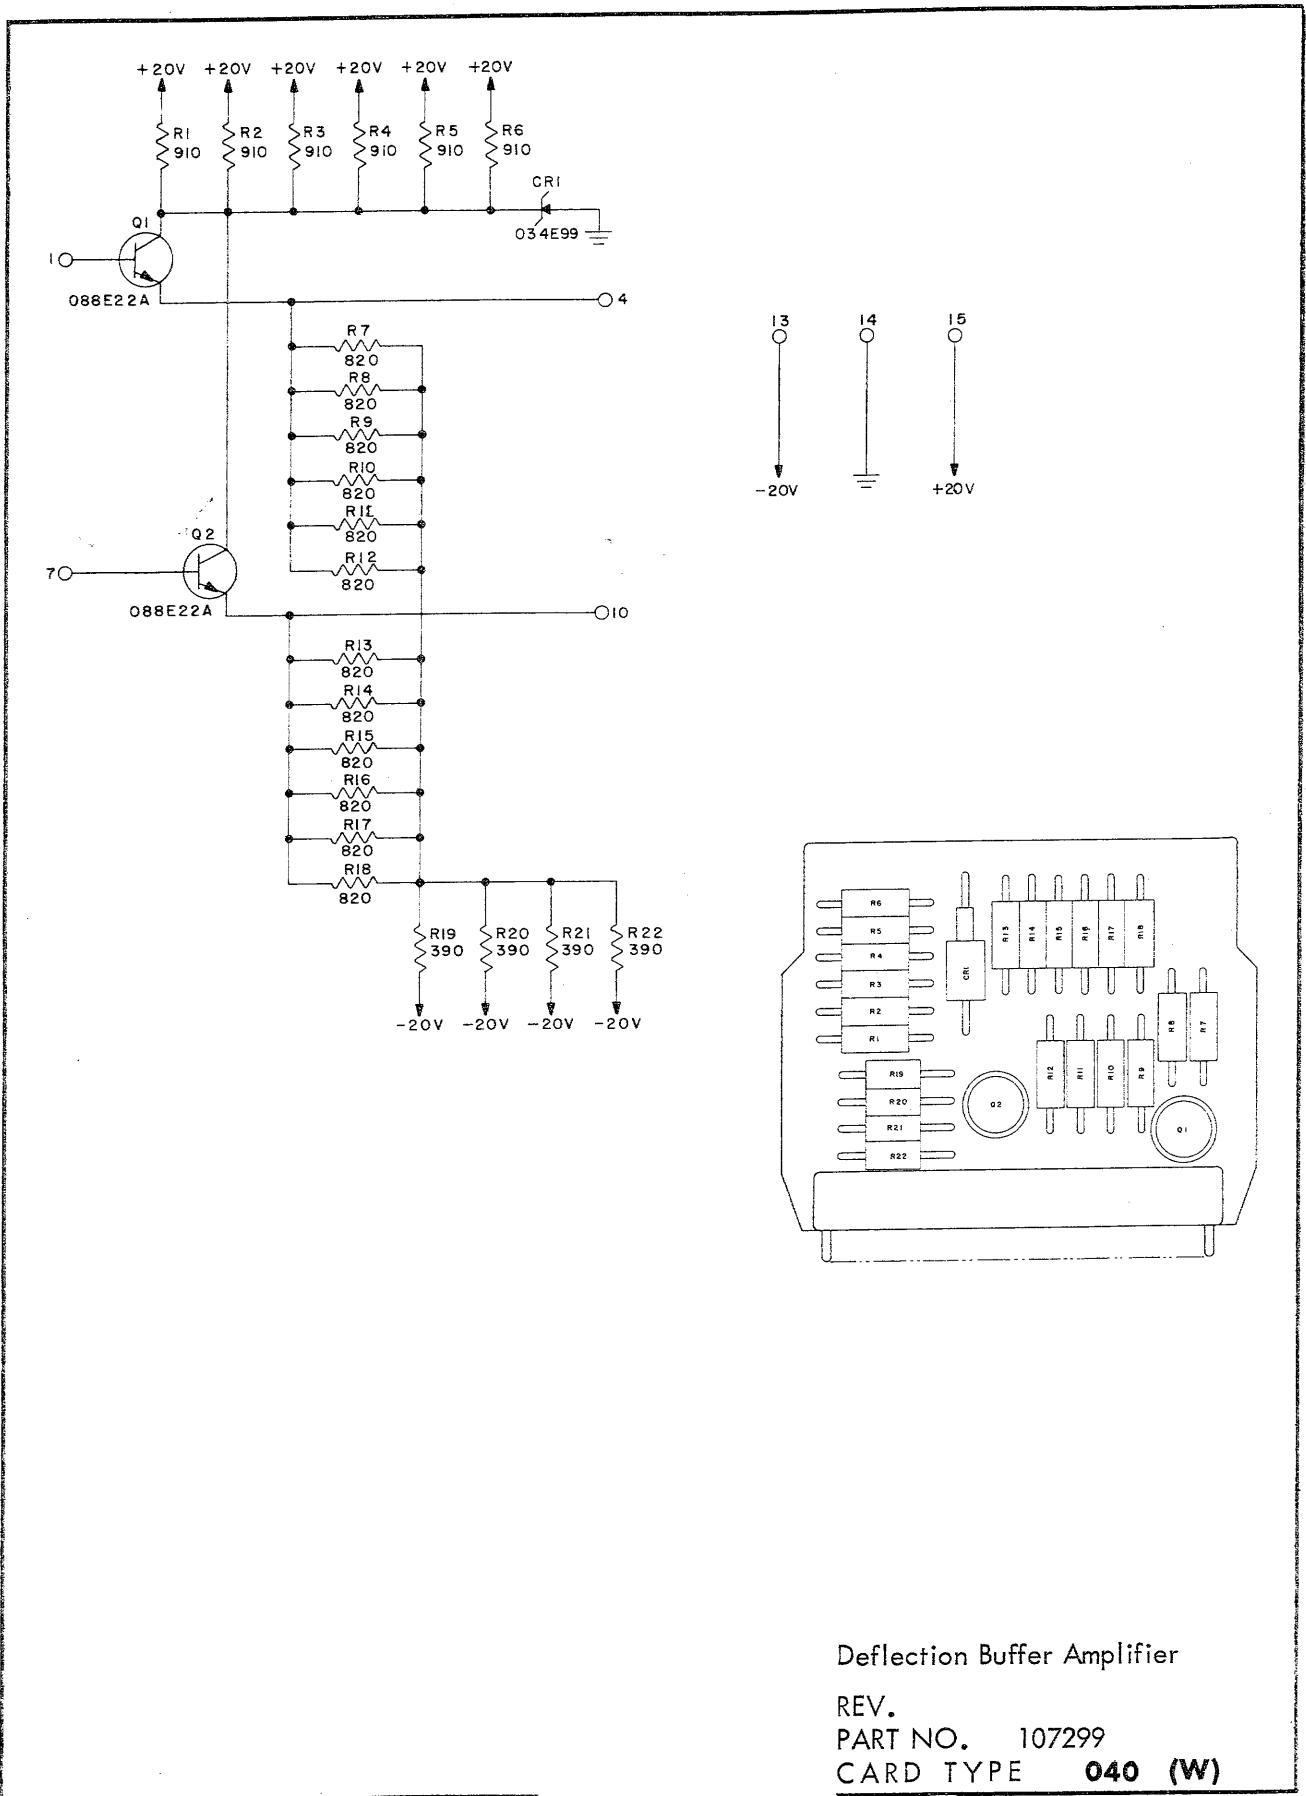 +20V +20V +20V +20V +20V +20V
R1 910 R2 910 R3 910 R4 910 R5 910 R6 910
CR1
034E99
Q1
1
088E22A
4
R7
820
R8
820
R9
820
R10
820
R11
820
R12
820
13 14 15
-20V +20V
Q2
7
088E22A
10
R13
820
R14
820
R15
820
R16
820
R17
820
R18
820
R19 390 R20 390 R21 390 R22 390
-20V -20V -20V -20V
R6
R5
R4
R3
R2
R1
CR1
R13 R14 R15 R16 R17 R18
R8 R7
R19
R20
R21
R22
Q2
R12 R11 R10 R9
Q1
Deflection Buffer Amplifier
REV.
PART NO. 107299
CARD TYPE 040 (W)